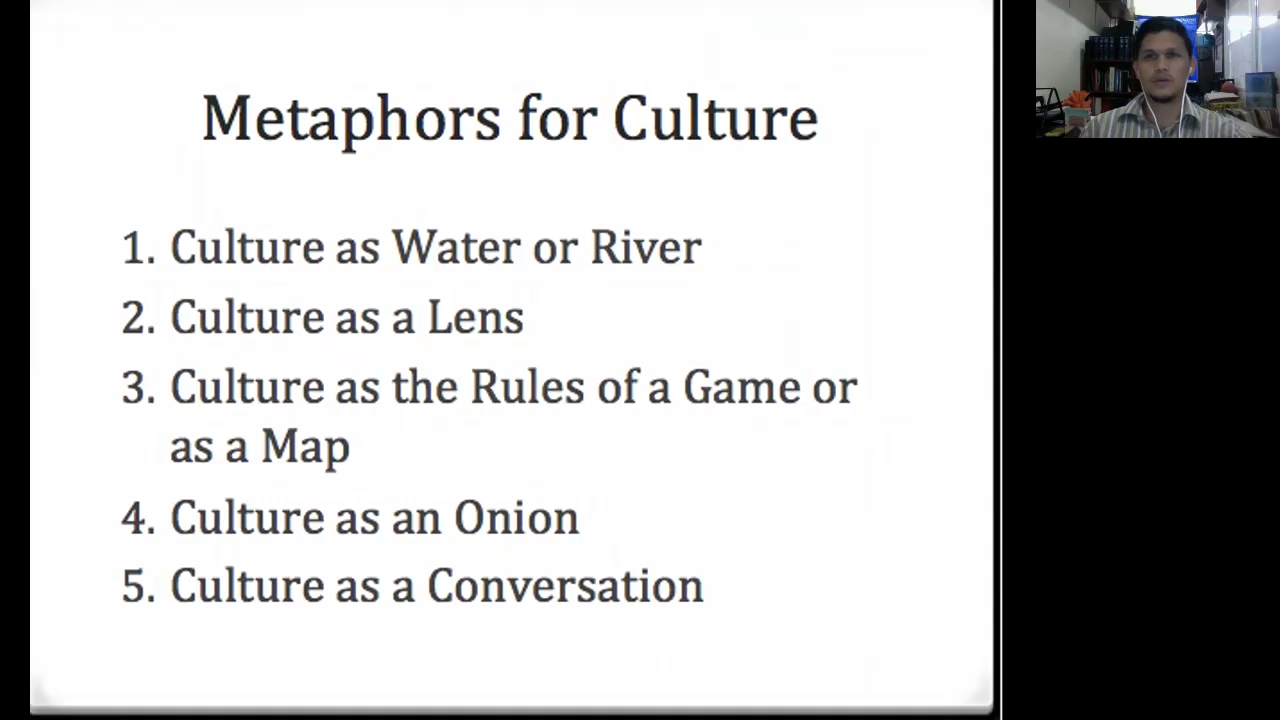 Metaphors for Culture
1. Culture as Water or River
2. Culture as a Lens
3. Culture as the Rules of a Game or
as a Map
4. Culture as an Onion
5. Culture as a Conversation